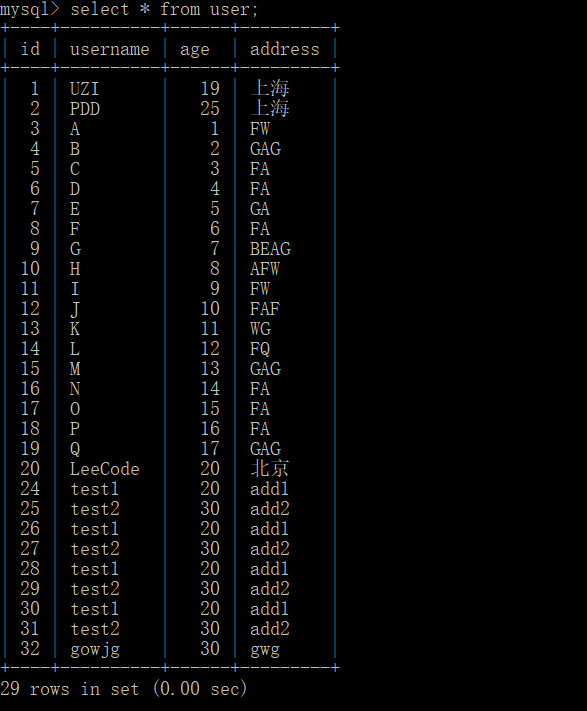 mysql> select * from user;
+----+----------+------+---------+
| id | username | age | address |
+----+----------+------+---------+
| 1 | UZI | 19 | 上海 |
| 2 | PDD | 25 | 上海 |
| 3 | A | 1 | FW |
| 4 | B | 2 | GAG |
| 5 | C | 3 | FA |
| 6 | D | 4 | FA |
| 7 | E | 5 | GA |
| 8 | F | 6 | FA |
| 9 | G | 7 | BEAG |
| 10 | H | 8 | AFW |
| 11 | I | 9 | FW |
| 12 | J | 10 | FAF |
| 13 | K | 11 | WG |
| 14 | L | 12 | FQ |
| 15 | M | 13 | GAG |
| 16 | N | 14 | FA |
| 17 | O | 15 | FA |
| 18 | P | 16 | FA |
| 19 | Q | 17 | GAG |
| 20 | LeeCode | 20 | 北京 |
| 24 | test1 | 20 | add1 |
| 25 | test2 | 30 | add2 |
| 26 | test1 | 20 | add1 |
| 27 | test2 | 30 | add2 |
| 28 | test1 | 20 | add1 |
| 29 | test2 | 30 | add2 |
| 30 | test1 | 20 | add1 |
| 31 | test2 | 30 | add2 |
| 32 | gowjg | 30 | gwg |
+----+----------+------+---------+
29 rows in set (0.00 sec)